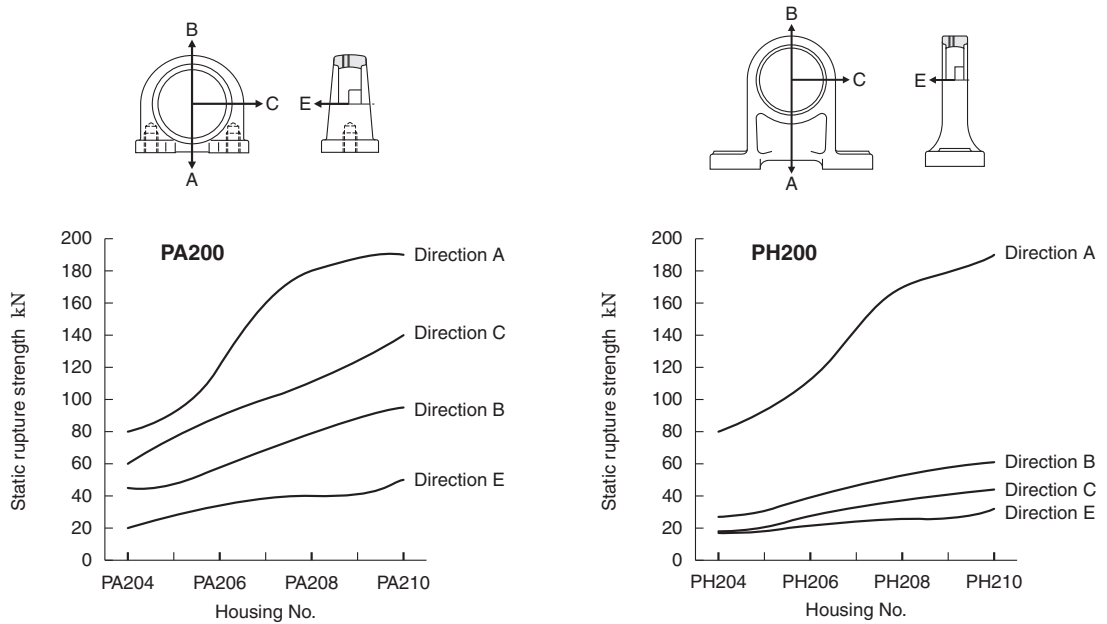 B
C
A
E
B
C
A
E
PA200
Static rupture strength kN
200
180
160
140
120
100
80
60
40
20
0
Direction A
Direction C
Direction B
Direction E
PA204 PA206 PA208 PA210
Housing No.
PH200
Static rupture strength kN
200
180
160
140
120
100
80
60
40
20
0
Direction A
Direction B
Direction C
Direction E
PH204 PH206 PH208 PH210
Housing No.